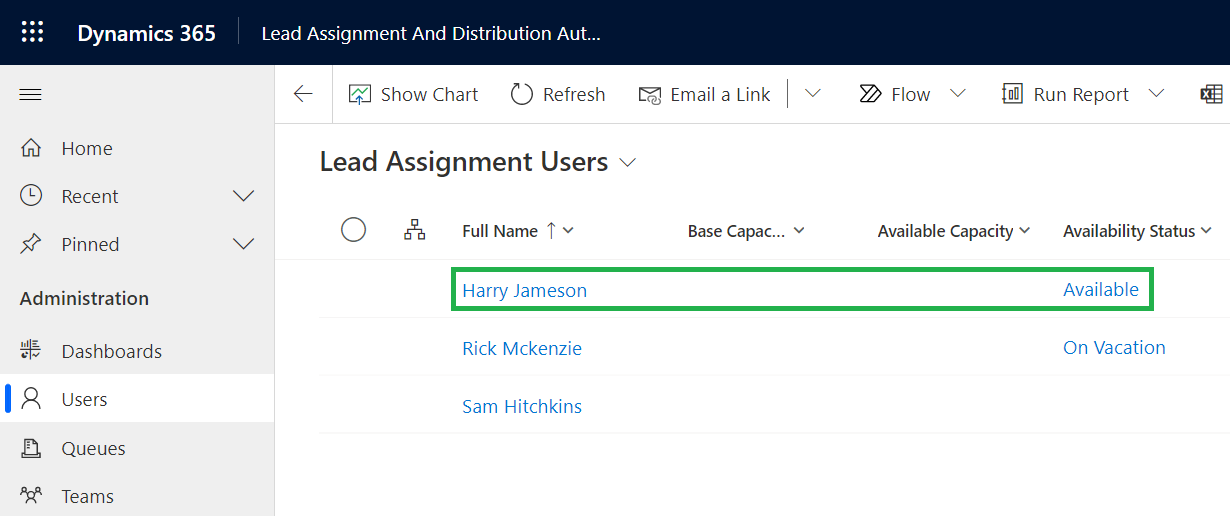 Dynamics 365
Lead Assignment And Distribution Aut...
Show Chart
Refresh
Email a Link
Flow
Run Report
Home
Recent
Pinned
Administration
Dashboards
Users
Queues
Teams
Lead Assignment Users
Full Name
Base Capac...
Available Capacity
Availability Status
Harry Jameson
Available
Rick Mckenzie
On Vacation
Sam Hitchkins